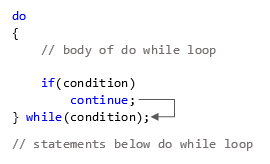 do
{
// body of do while loop
if(condition)
continue;
} while(condition);
// statements below do while loop